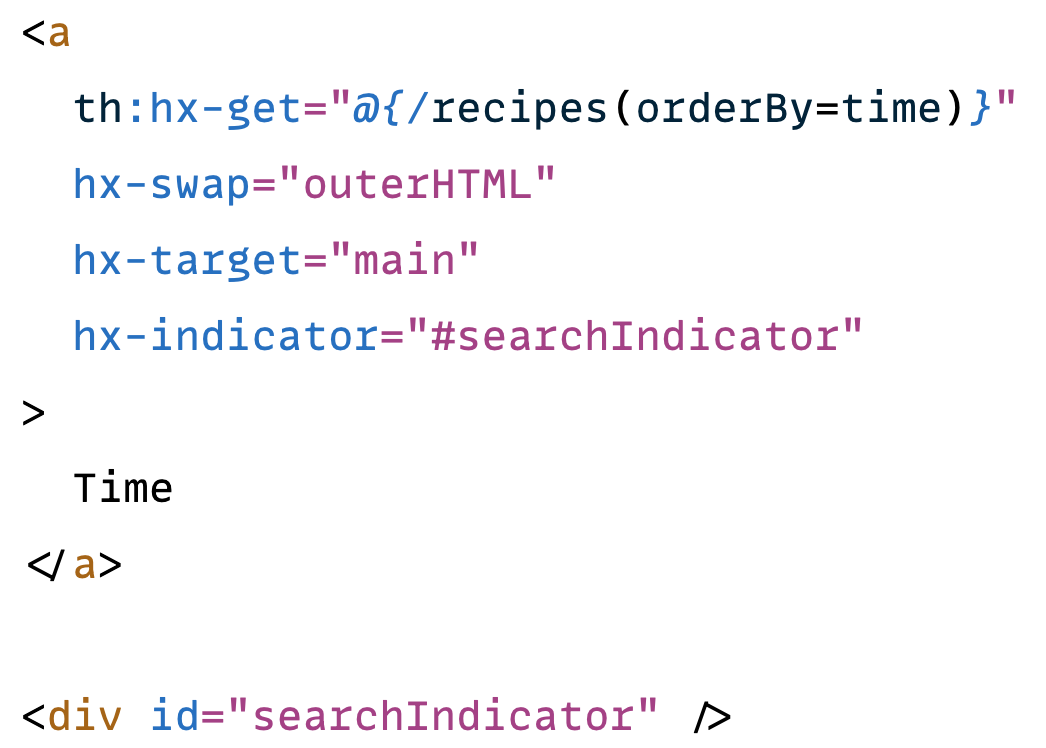 <a
th:hx-get="@{/recipes(orderBy=time)}"
hx-swap="outerHTML"
hx-target="main"
hx-indicator="#searchIndicator"
>
Time
</a>
<div id="searchIndicator" />